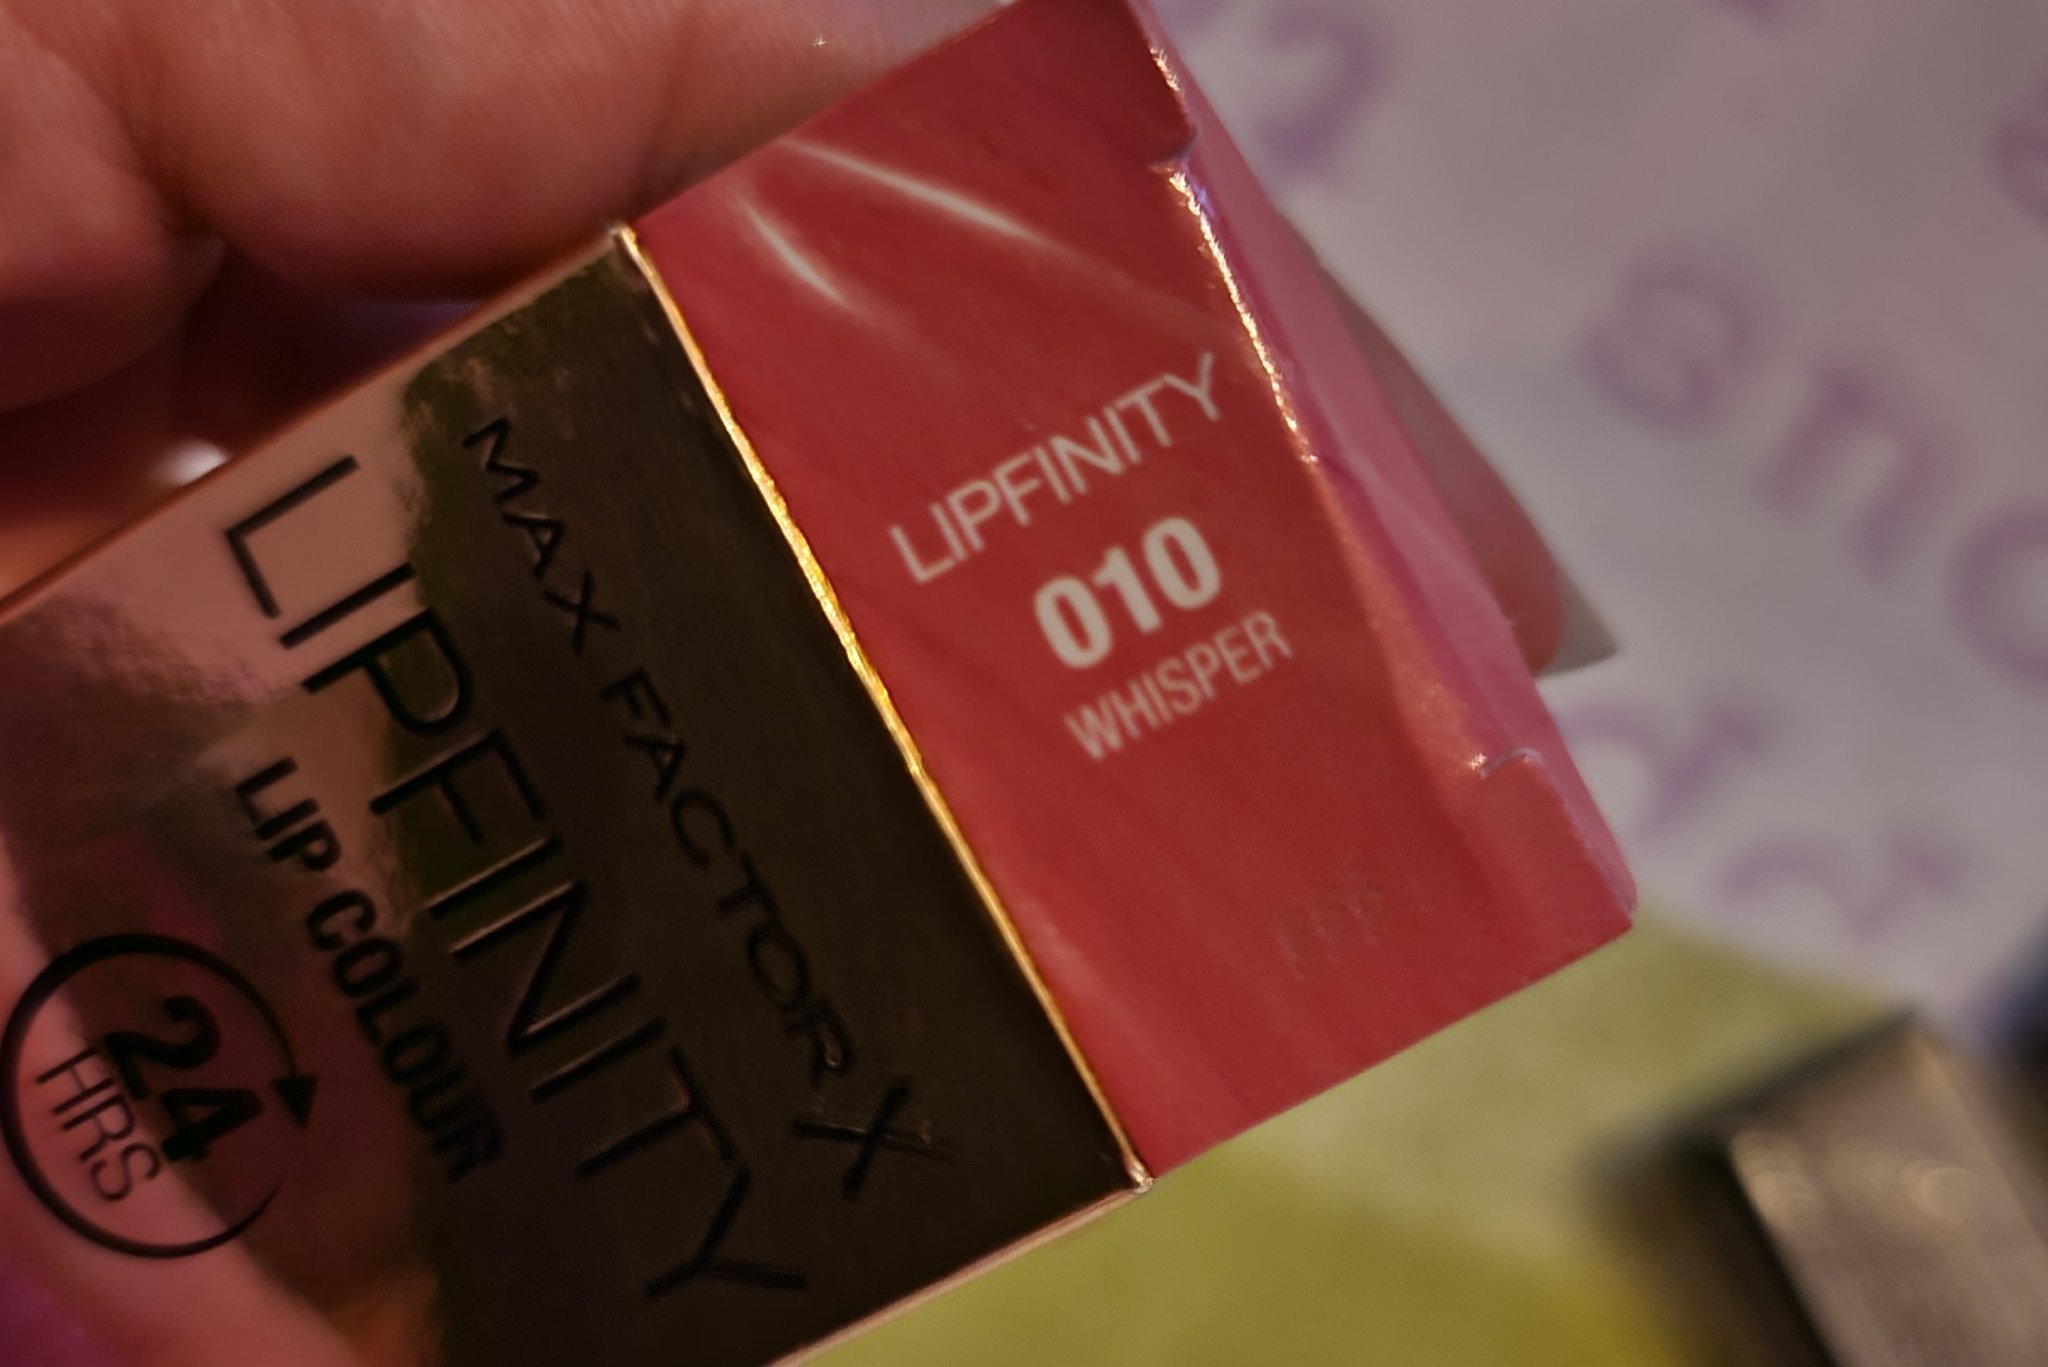 LIPFINITY
010
WHISPER
MAX FACTOR X
LIPFINITY
LIP COLOUR
24
HRS